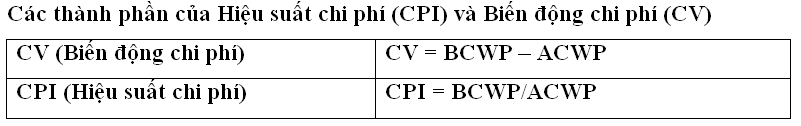 Các thành phần của Hiệu suất chi phí (CPI) và Biến động chi phí (CV)
CV (Biến động chi phí) CV = BCWP – ACWP
CPI (Hiệu suất chi phí) CPI = BCWP/ACWP